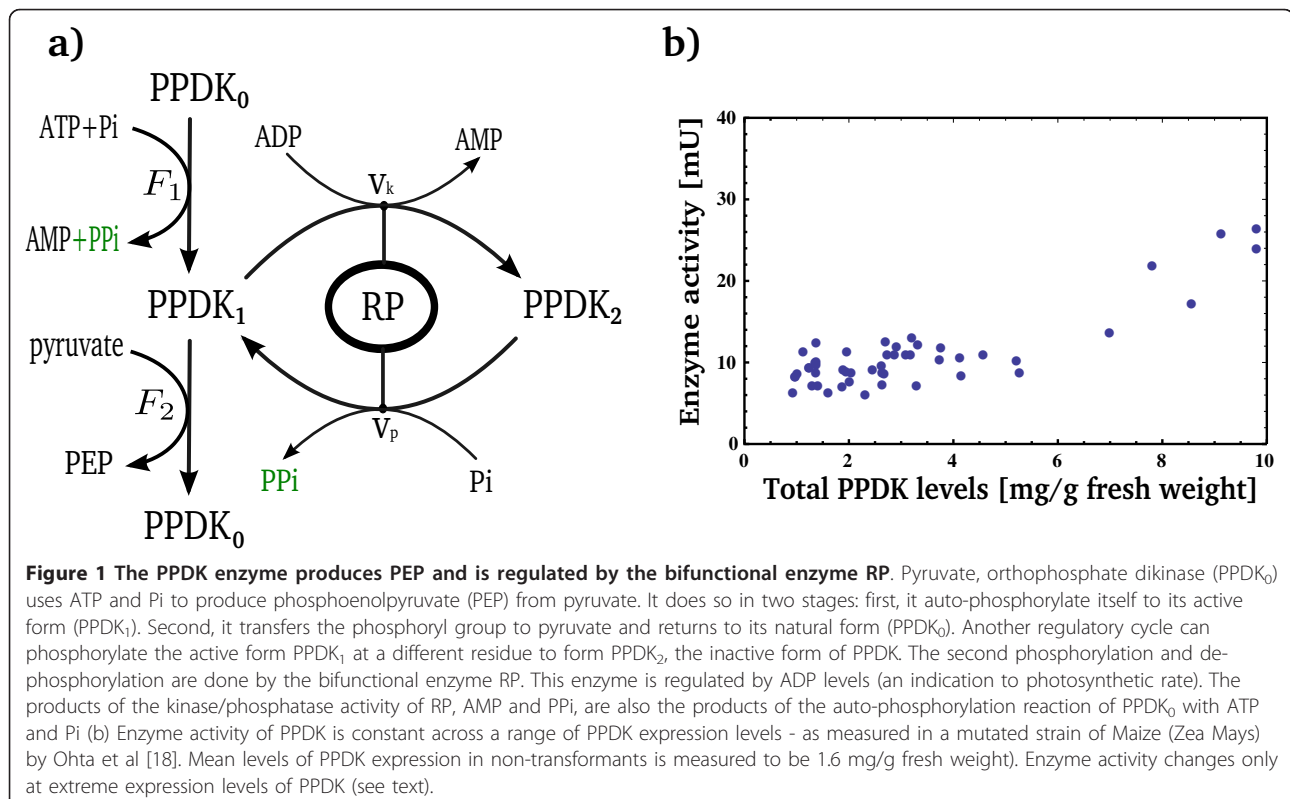 a)
PPDK₀
ATP+Pi
F₁
AMP+PPi
PPDK₁
pyruvate
F₂
PEP
PPDK₀
ADP
AMP
Vₖ
RP
PPDK₂
Vₚ
PPi
Pi
b)
Enzyme activity [mU]
40
30
20
10
0
0 2 4 6 8 10
Total PPDK levels [mg/g fresh weight]
Figure 1 The PPDK enzyme produces PEP and is regulated by the bifunctional enzyme RP. Pyruvate, orthophosphate dikinase (PPDK₀)
uses ATP and Pi to produce phosphoenolpyruvate (PEP) from pyruvate. It does so in two stages: first, it auto-phosphorylate itself to its active
form (PPDK₁). Second, it transfers the phosphoryl group to pyruvate and returns to its natural form (PPDK₀). Another regulatory cycle can
phosphorylate the active form PPDK₁ at a different residue to form PPDK₂, the inactive form of PPDK. The second phosphorylation and de-
phosphorylation are done by the bifunctional enzyme RP. This enzyme is regulated by ADP levels (an indication to photosynthetic rate). The
products of the kinase/phosphatase activity of RP, AMP and PPi, are also the products of the auto-phosphorylation reaction of PPDK₀ with ATP
and Pi (b) Enzyme activity of PPDK is constant across a range of PPDK expression levels - as measured in a mutated strain of Maize (Zea Mays)
by Ohta et al [18]. Mean levels of PPDK expression in non-transformants is measured to be 1.6 mg/g fresh weight). Enzyme activity changes only
at extreme expression levels of PPDK (see text).